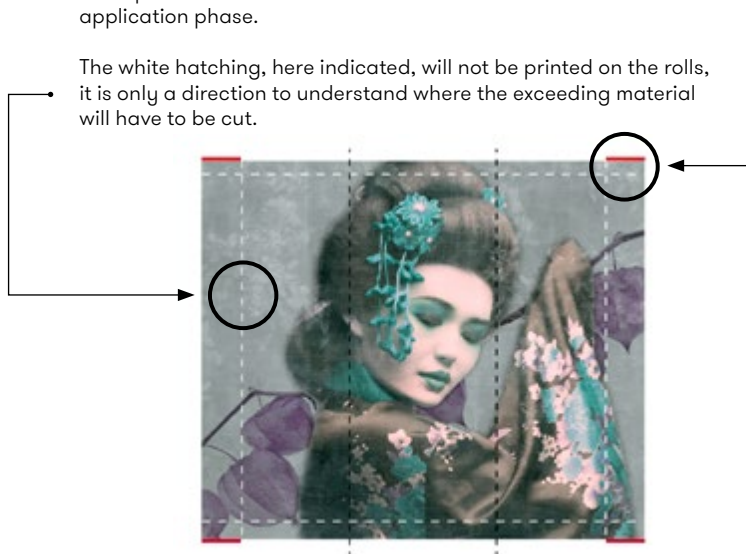 application phase.
The white hatching, here indicated, will not be printed on the rolls,
it is only a direction to understand where the exceeding material
will have to be cut.